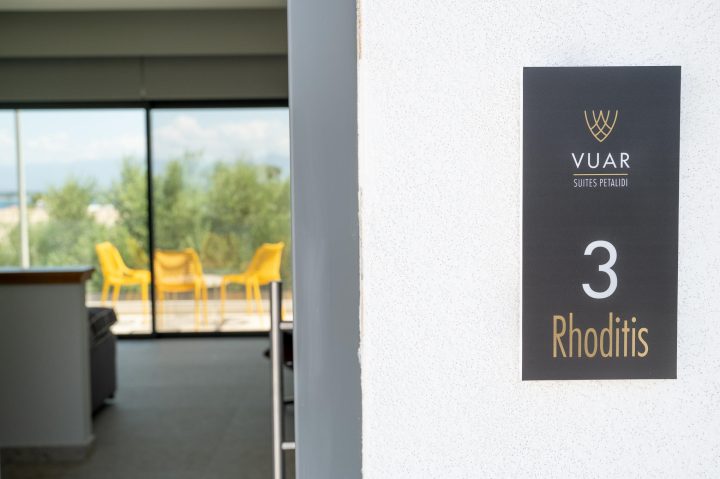 VUAR
SUITES PETALIDI
3
Rhoditis